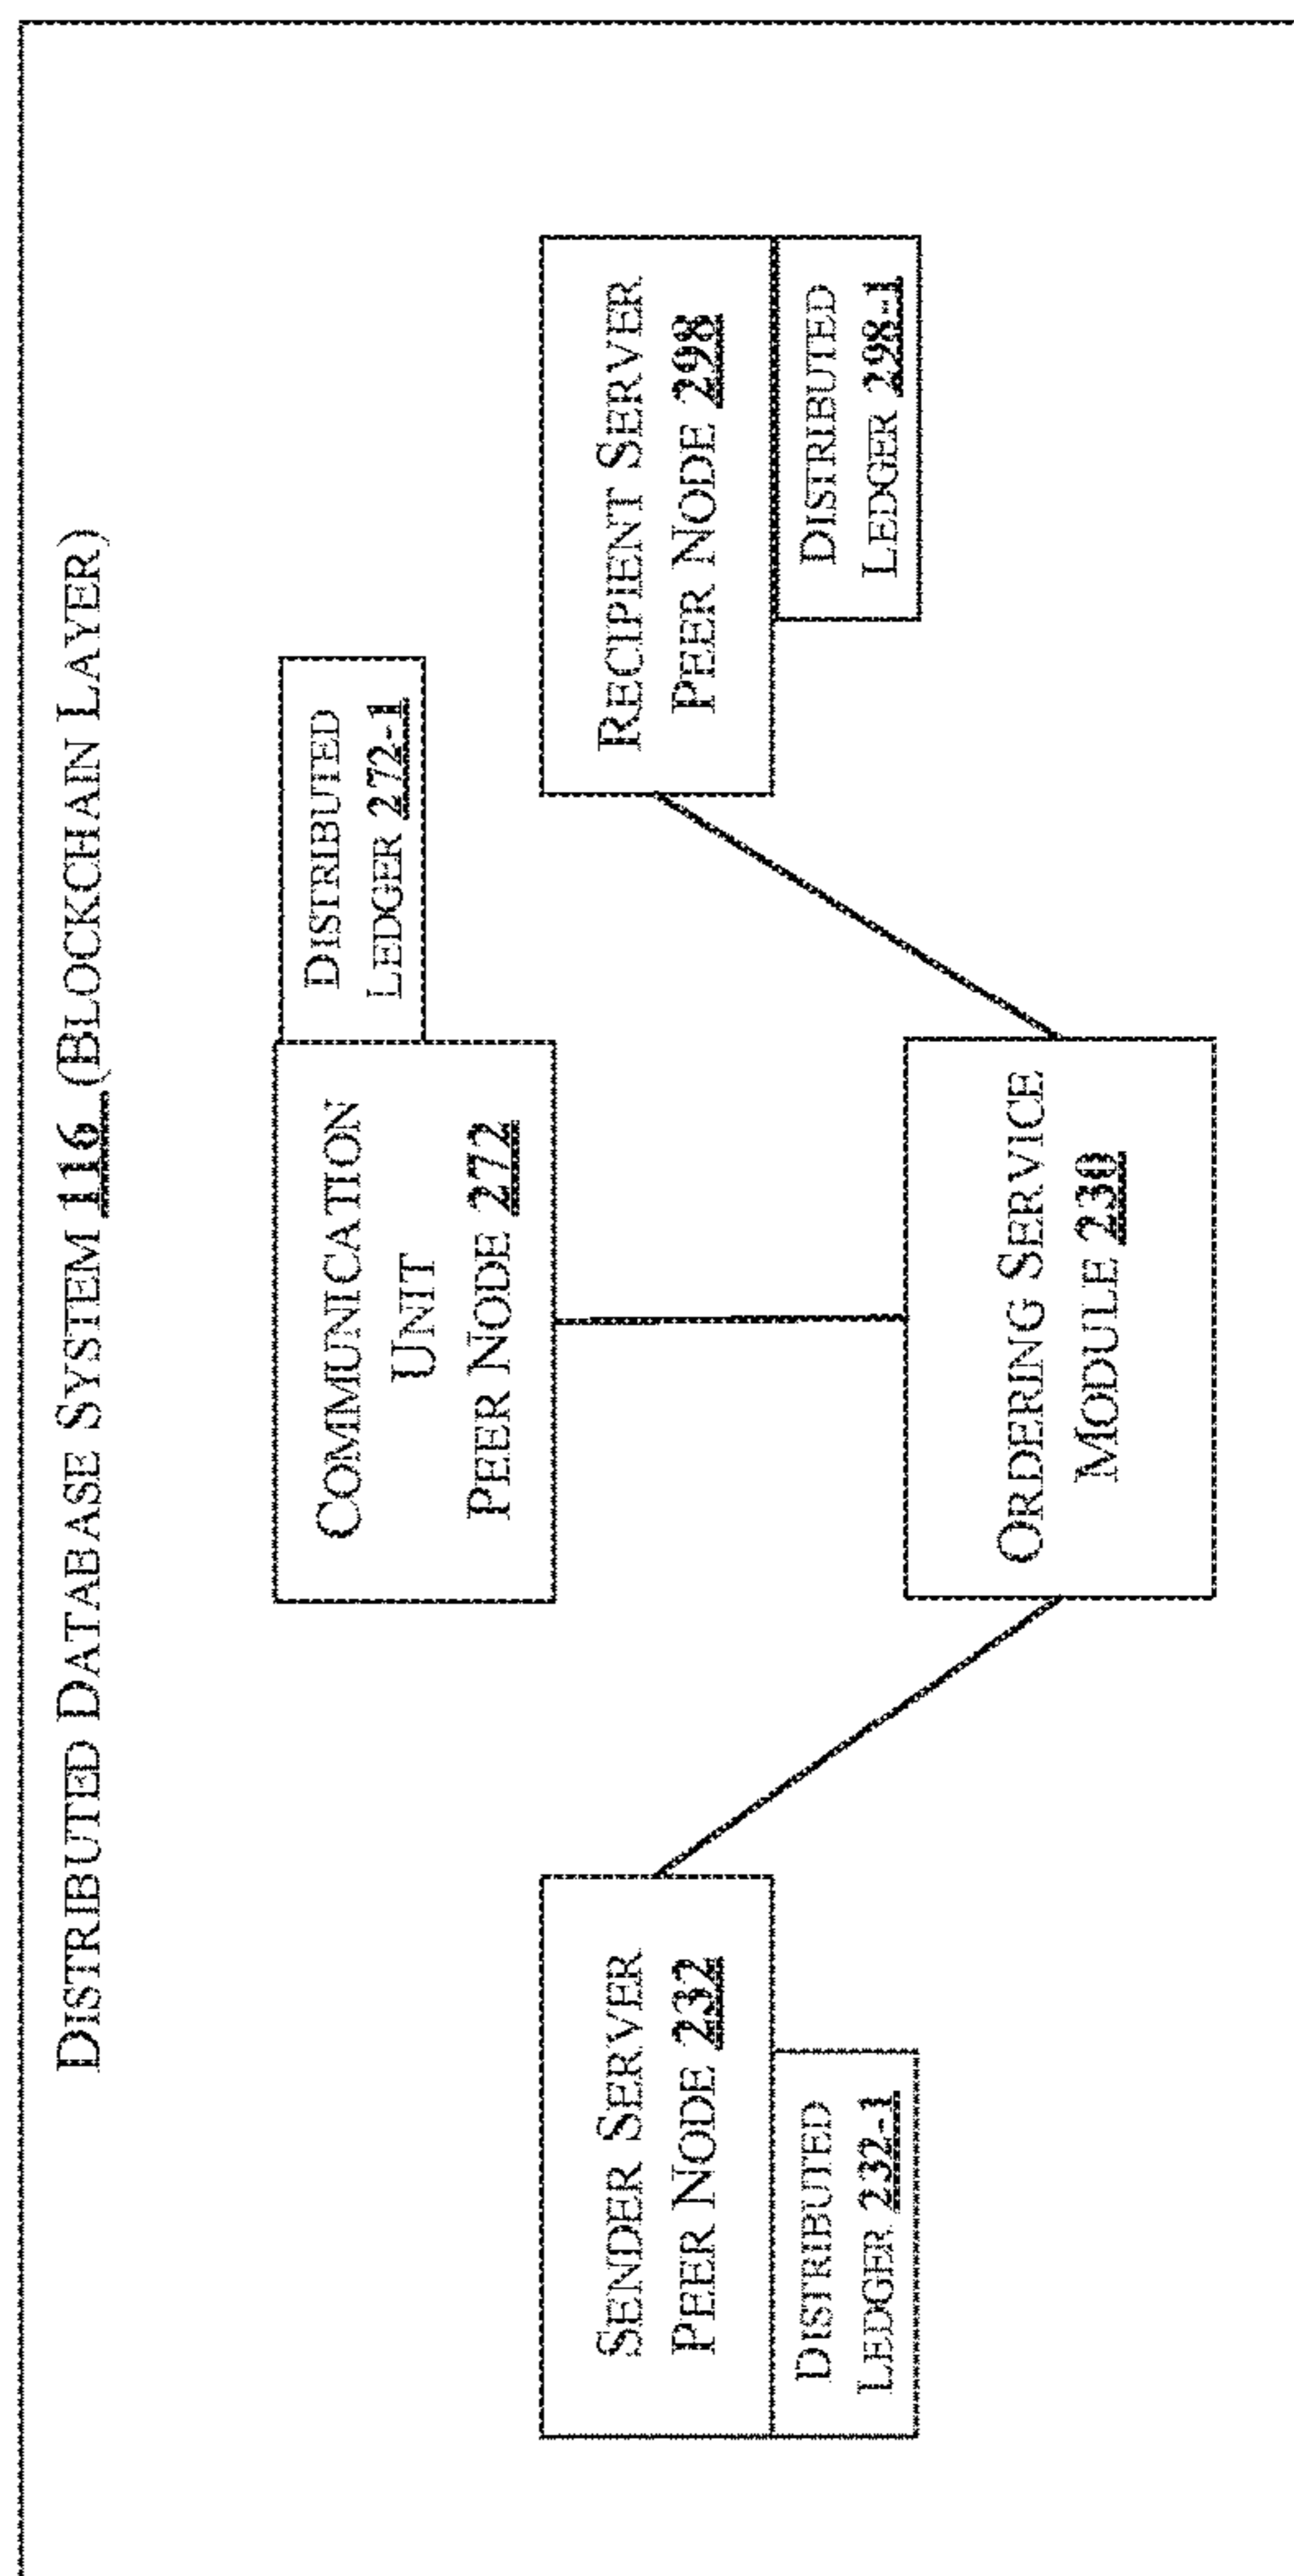 DISTRIBUTED DATABASE SYSTEM 116 (BLOCKCHAIN LAYER)
COMMUNICATION
UNIT
PEER NODE 272
DISTRIBUTED
LEDGER 272-1
SENDER SERVER
PEER NODE 232
DISTRIBUTED
LEDGER 232-1
RECIPIENT SERVER
PEER NODE 298
DISTRIBUTED
LEDGER 298-1
ORDERING SERVICE
MODULE 230